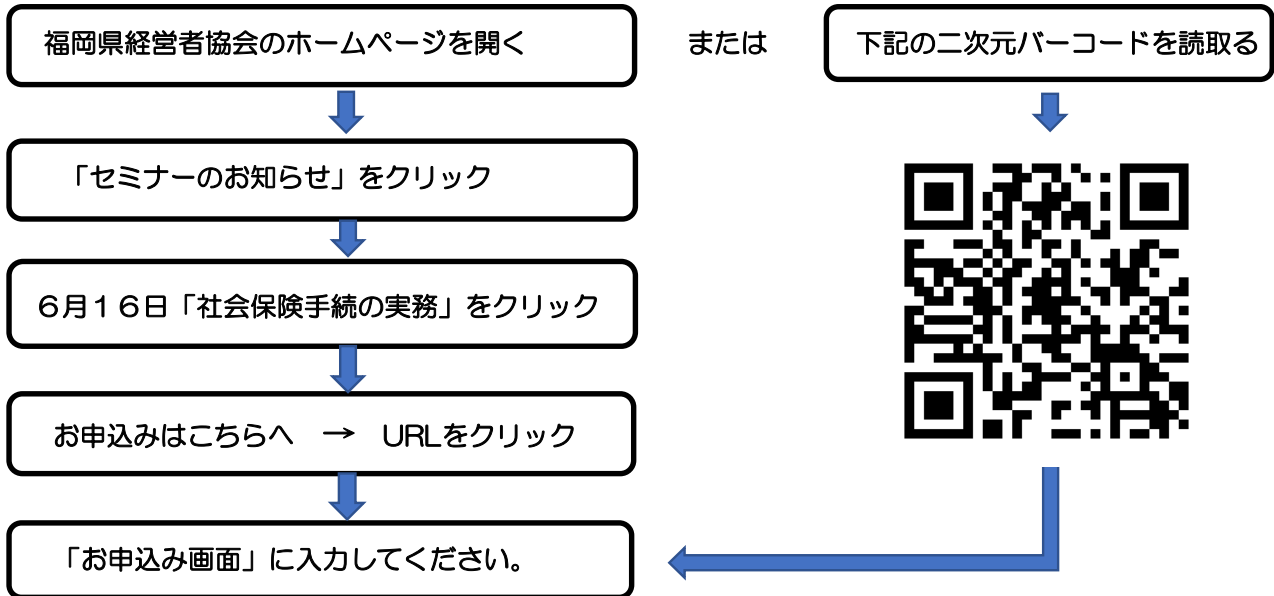 福岡県経営者協会のホームページを開く
または
下記の二次元バーコードを読取る
「セミナーのお知らせ」をクリック
６月１６日「社会保険手続の実務」をクリック
お申込みはこちらへ　→　URLをクリック
「お申込み画面」に入力してください。